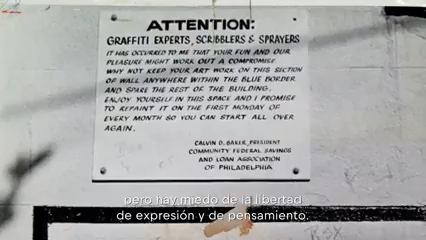 ATTENTION:
GRAFFITI EXPERTS, SCRIBBLERS & SPRAYERS
IT HAS OCCURRED TO ME THAT YOUR FUN AND OUR
PLEASURE MIGHT WORK OUT A COMPROMISE
WHY NOT KEEP YOUR ART WORK ON THIS SECTION
OF WALL ANYWHERE WITHIN THE BLUE BORDER
AND SPARE THE REST OF THE BUILDING,
ENJOY YOURSELF IN THIS SPACE AND I PROMISE
TO REPAINT IT ON THE FIRST MONDAY OF
EVERY MONTH SO YOU CAN START ALL OVER
AGAIN.
CALVIN D. BAKER, PRESIDENT
COMMUNITY FEDERAL SAVINGS
AND LOAN ASSOCIATION
OF PHILADELPHIA
pero hay miedo de la libertad
de expresión y de pensamiento.